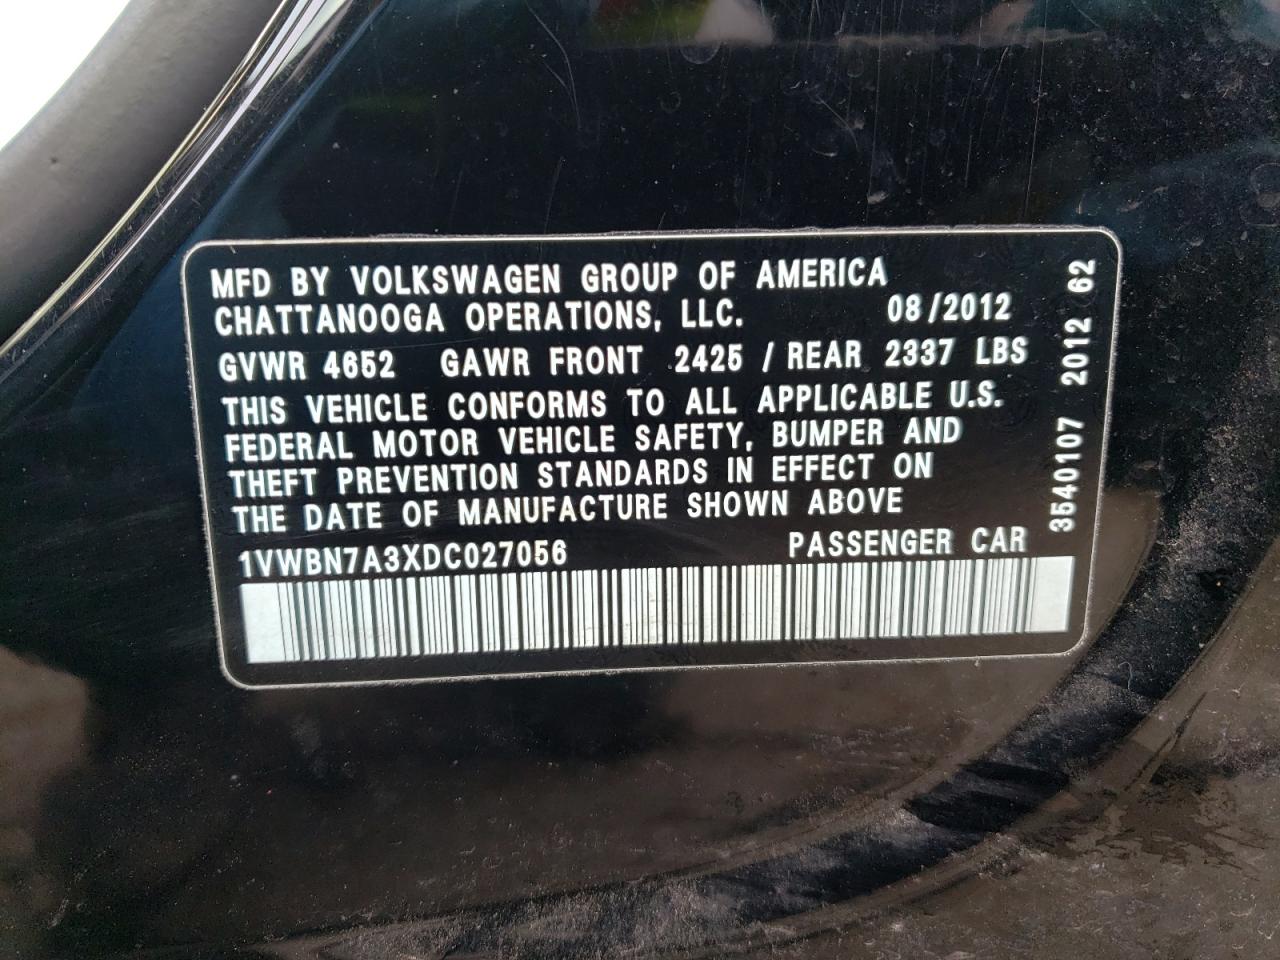 MFD BY VOLKSWAGEN GROUP OF AMERICA
CHATTANOOGA OPERATIONS, LLC. 08/2012
GVWR 4652 GAWR FRONT 2425 / REAR 2337 LBS
THIS VEHICLE CONFORMS TO ALL APPLICABLE U.S.
FEDERAL MOTOR VEHICLE SAFETY, BUMPER AND
THEFT PREVENTION STANDARDS IN EFFECT ON
THE DATE OF MANUFACTURE SHOWN ABOVE
1VWBN7A3XDC027056 PASSENGER CAR
3540107 2012 62